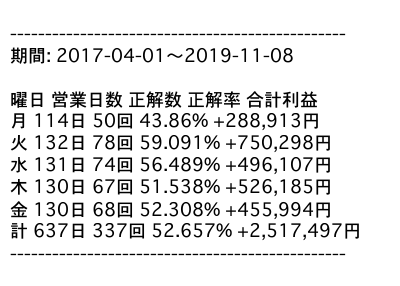 ------------------------------------------------
期間: 2017-04-01～2019-11-08
曜日 営業日数 正解数 正解率 合計利益
月 114日 50回 43.86% +288,913円
火 132日 78回 59.091% +750,298円
水 131日 74回 56.489% +496,107円
木 130日 67回 51.538% +526,185円
金 130日 68回 52.308% +455,994円
計 637日 337回 52.657% +2,517,497円
------------------------------------------------